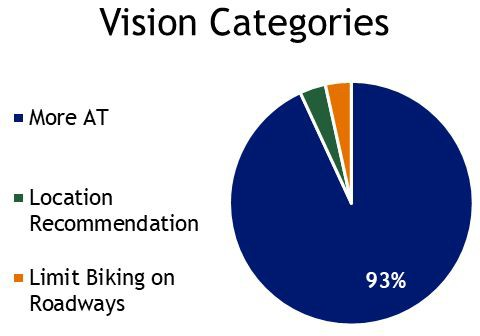 Vision Categories
More AT
Location
Recommendation
Limit Biking on
Roadways
93%